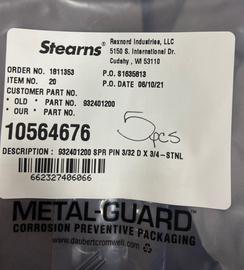 Stearns
Rexnord Industries, LLC
5150 S. International Dr.
Cudahy , WI 53110
ORDER NO. 1811353
P.O. S1635813
ITEM NO. 20
P.O. DATE 06/10/21
CUSTOMER PART NO.
* OLD * PART NO. 932401200
* OUR * PART NO.
10564676
5pcs
DESCRIPTION : 932401200 SPR PIN 3/32 D X 3/4-STNL
662327406066
METAL-GUARD
CORROSION PREVENTIVE PACKAGING
www.daubertcromwell.com